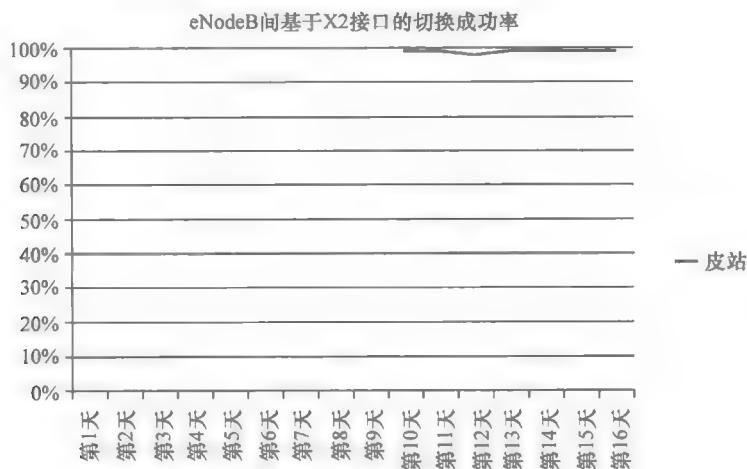 eNodeB间基于X2接口的切换成功率
100%
90%
80%
70%
60%
50%
40%
30%
20%
10%
0%
皮站
第1天
第2天
第3天
第4天
第5天
第6天
第7天
第8天
第9天
第10天
第11天
第12天
第13天
第14天
第15天
第16天